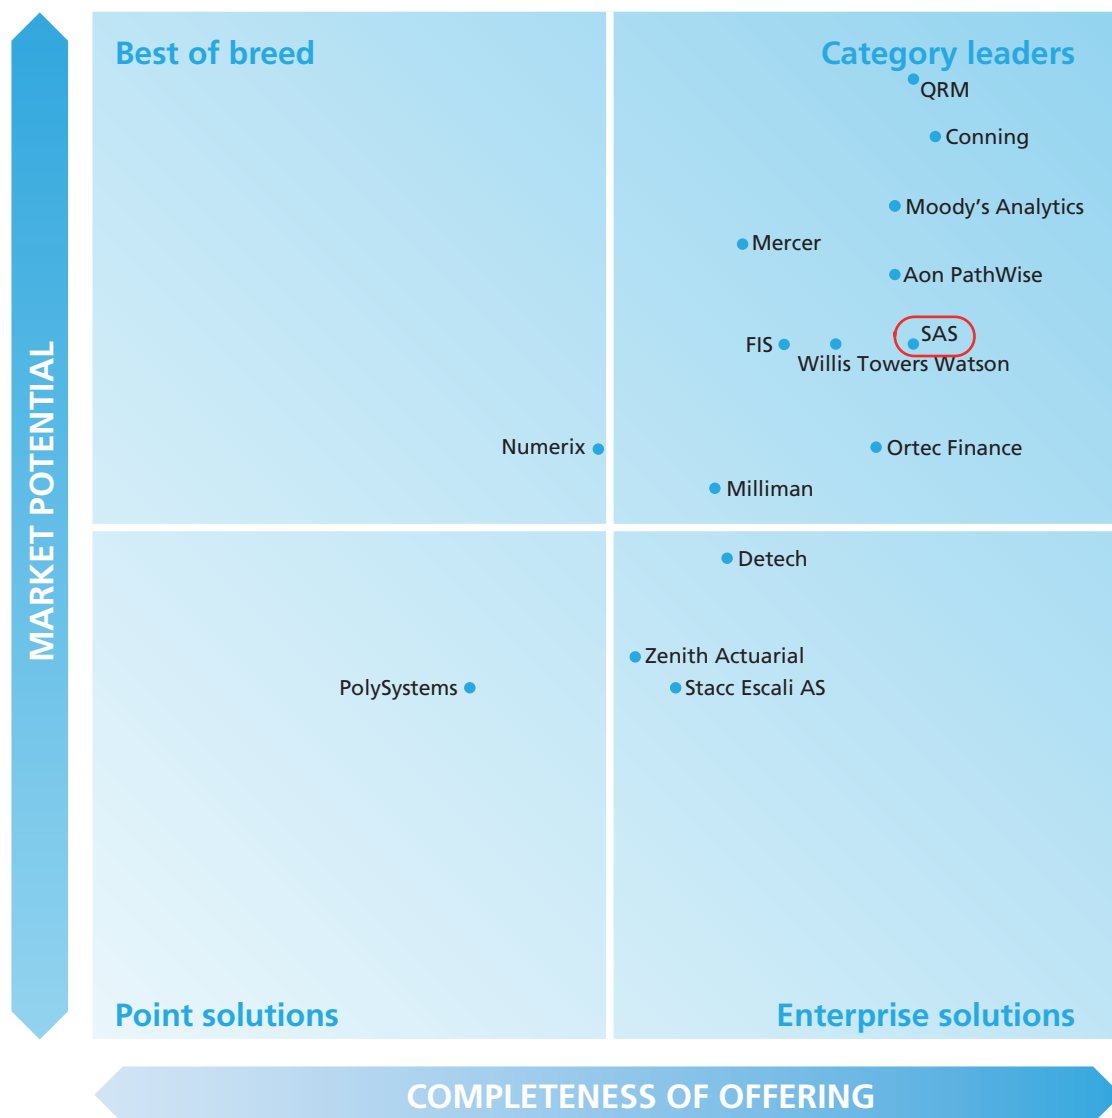 Best of breed
Category leaders
QRM
Conning
Moody’s Analytics
Mercer
Aon PathWise
SAS
FIS
Willis Towers Watson
Numerix
Ortec Finance
Milliman
MARKET POTENTIAL
Detech
Zenith Actuarial
PolySystems
Stacc Escali AS
Point solutions
Enterprise solutions
COMPLETENESS OF OFFERING